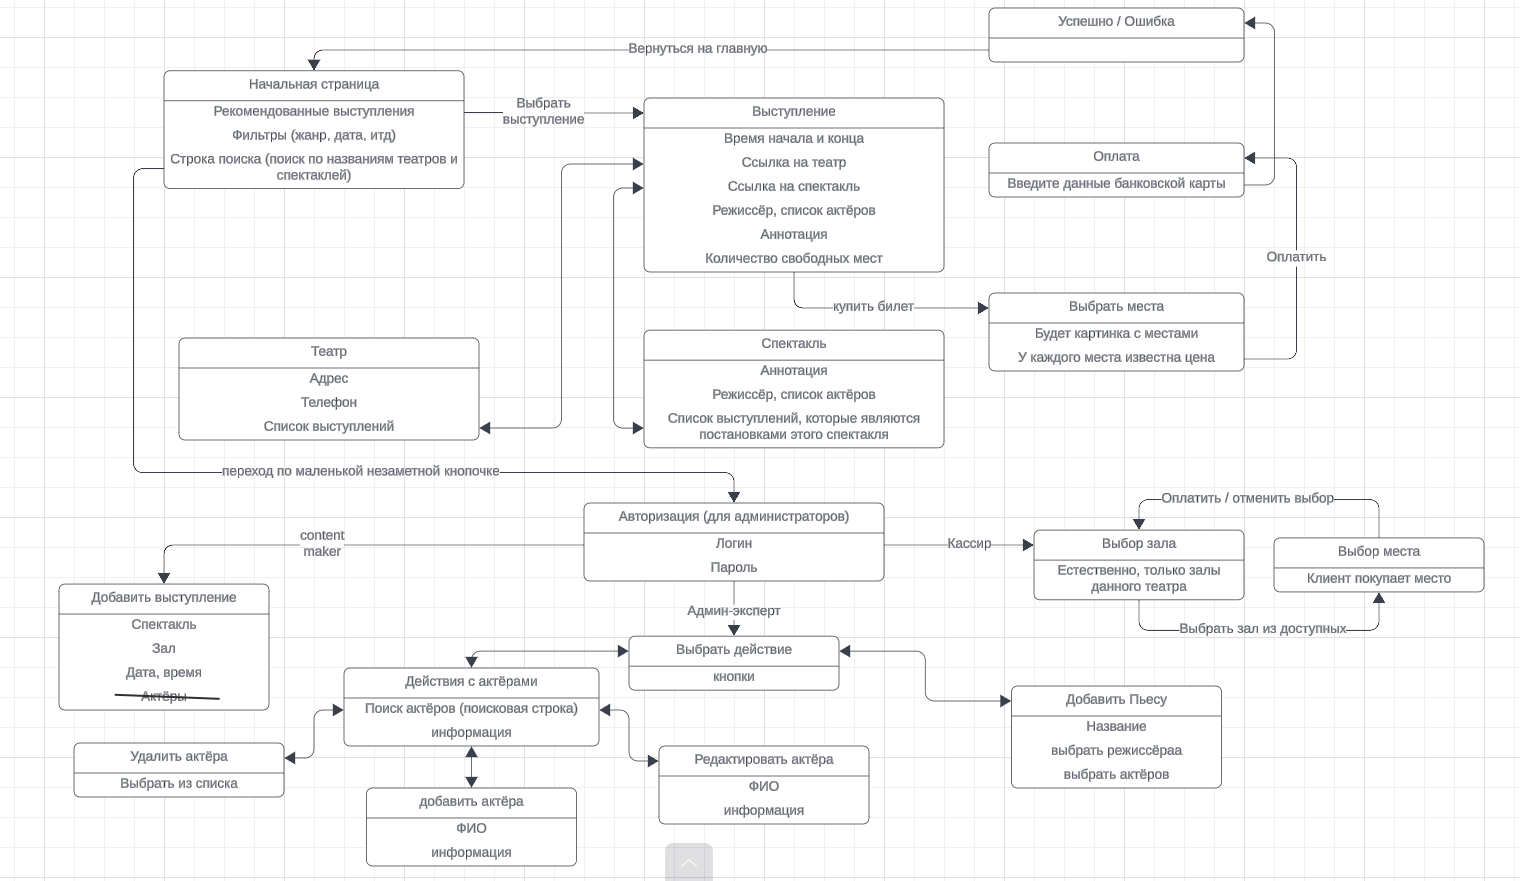 Успешно / Ошибка
Вернуться на главную
Начальная страница
Рекомендованные выступления
Фильтры (жанр, дата, итд)
Строка поиска (поиск по названиям театров и
спектаклей)
Выбрать
выступление
Выступление
Время начала и конца
Ссылка на театр
Ссылка на спектакль
Режиссёр, список актёров
Аннотация
Количество свободных мест
Оплата
Введите данные банковской карты
Оплатить
купить билет
Выбрать места
Будет картинка с местами
У каждого места известна цена
Театр
Адрес
Телефон
Список выступлений
Спектакль
Аннотация
Режиссёр, список актёров
Список выступлений, которые являются
постановками этого спектакля
переход по маленькой незаметной кнопочке
Авторизация (для администраторов)
Логин
Пароль
content
maker
Кассир
Админ-эксперт
Оплатить / отменить выбор
Выбор зала
Естественно, только залы
данного театра
Выбор места
Клиент покупает место
Выбрать зал из доступных
Добавить выступление
Спектакль
Зал
Дата, время
Актёры
Выбрать действие
кнопки
Действия с актёрами
Поиск актёров (поисковая строка)
информация
Добавить Пьесу
Название
выбрать режиссёраа
выбрать актёров
Удалить актёра
Выбрать из списка
добавить актёра
ФИО
информация
Редактировать актёра
ФИО
информация